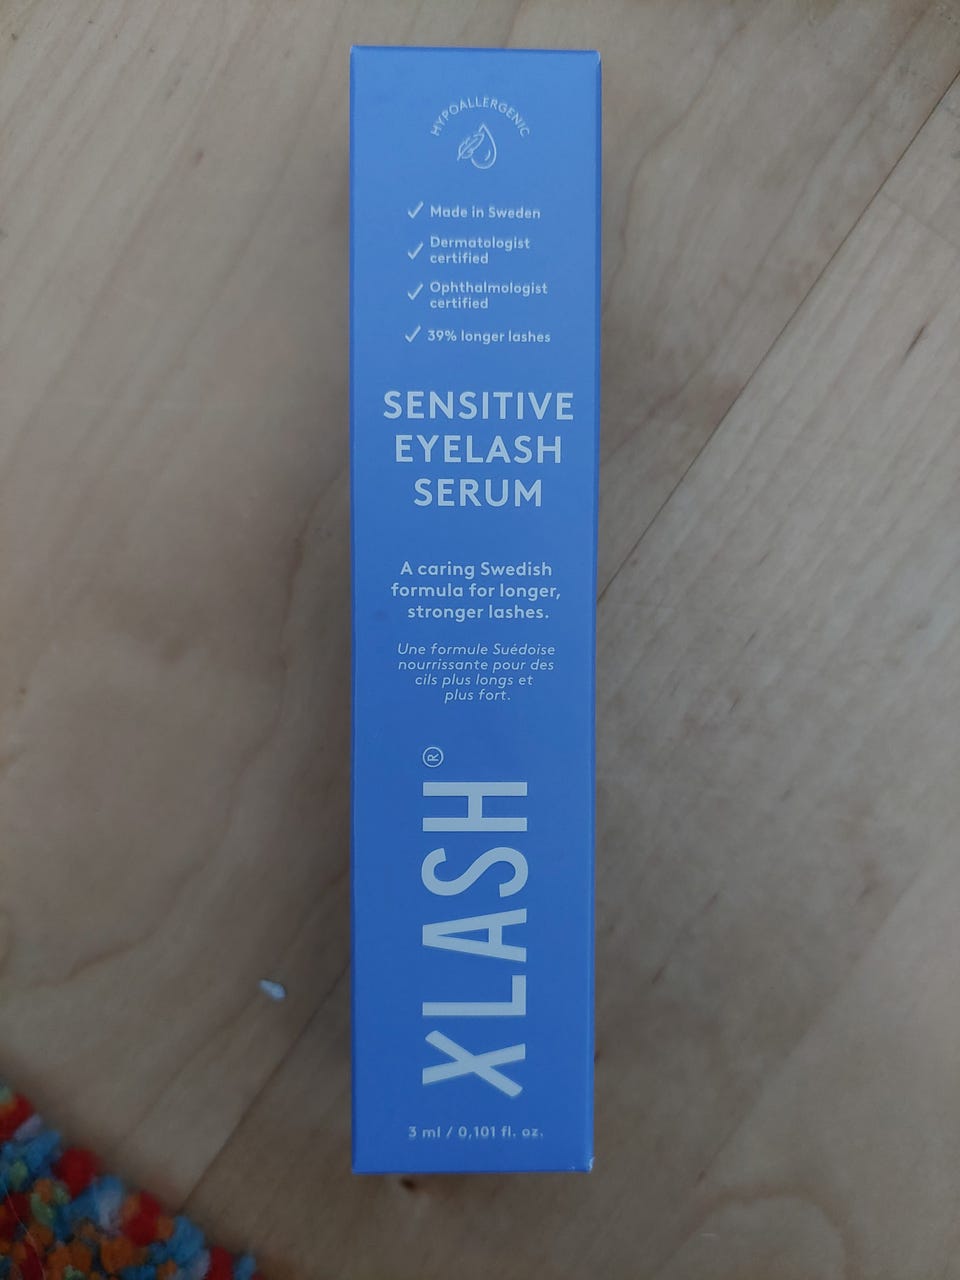 HYPOALLERGENIC
Made in Sweden
Dermatologist
certified
Ophthalmologist
certified
39% longer lashes
SENSITIVE
EYELASH
SERUM
A caring Swedish
formula for longer,
stronger lashes.
Une formule Suédoise
nourrissante pour des
cils plus longs et
plus fort.
XLASH®
3 ml / 0,101 fl. oz.